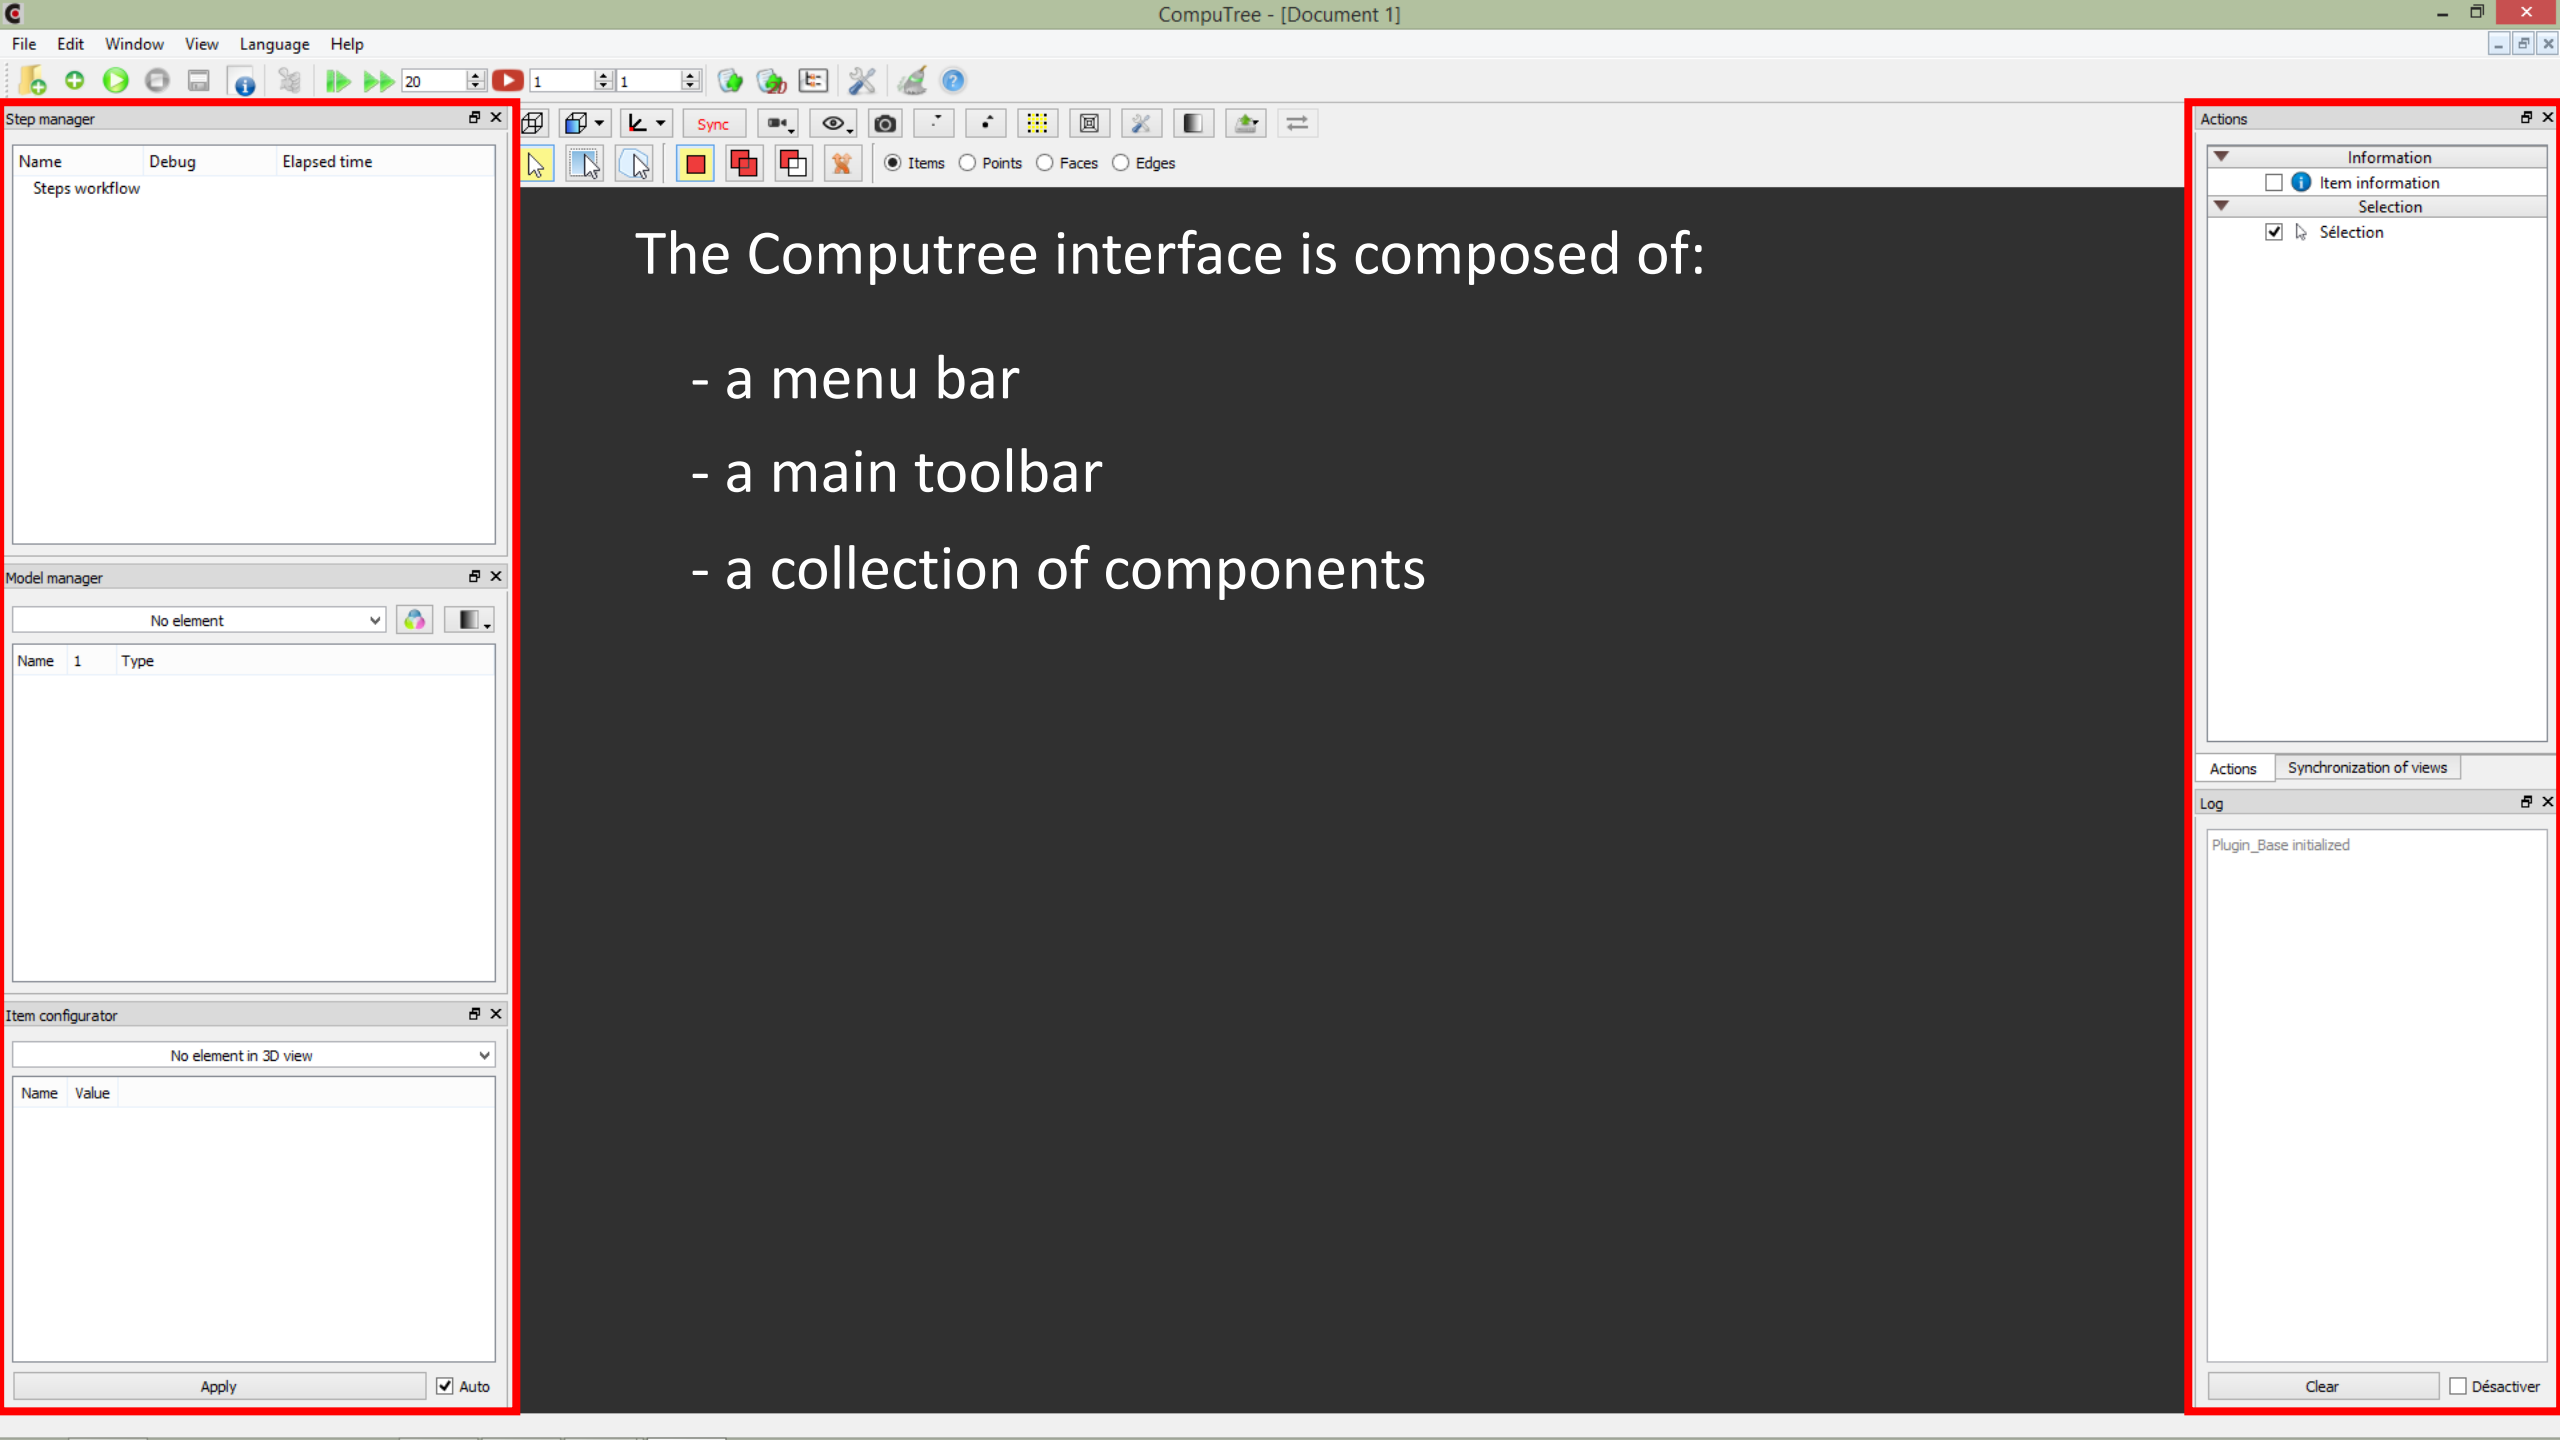 CompuTree - [Document 1]
File Edit Window View Language Help
20 1 1
Step manager
Name Debug Elapsed time
Steps workflow
Sync
Items Points Faces Edges
The Computree interface is composed of:
- a menu bar
- a main toolbar
- a collection of components
Model manager
No element
Name 1 Type
Item configurator
No element in 3D view
Name Value
Apply Auto
Actions
Information
Item information
Selection
Sélection
Actions Synchronization of views
Log
Plugin_Base initialized
Clear Désactiver